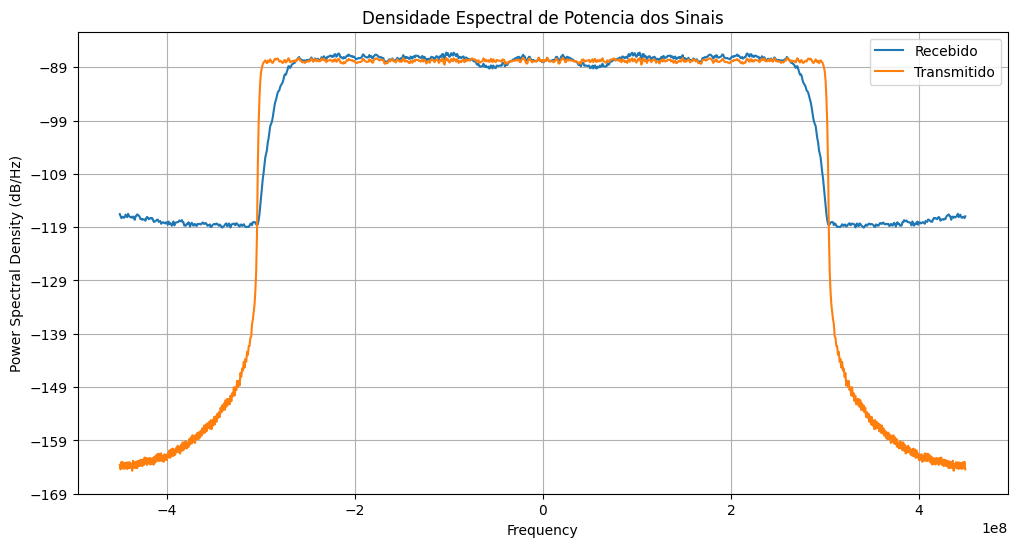 Densidade Espectral de Potencia dos Sinais
Recebido
Transmitido
Power Spectral Density (dB/Hz)
−89
−99
−109
−119
−129
−139
−149
−159
−169
−4
−2
0
2
4
1e8
Frequency